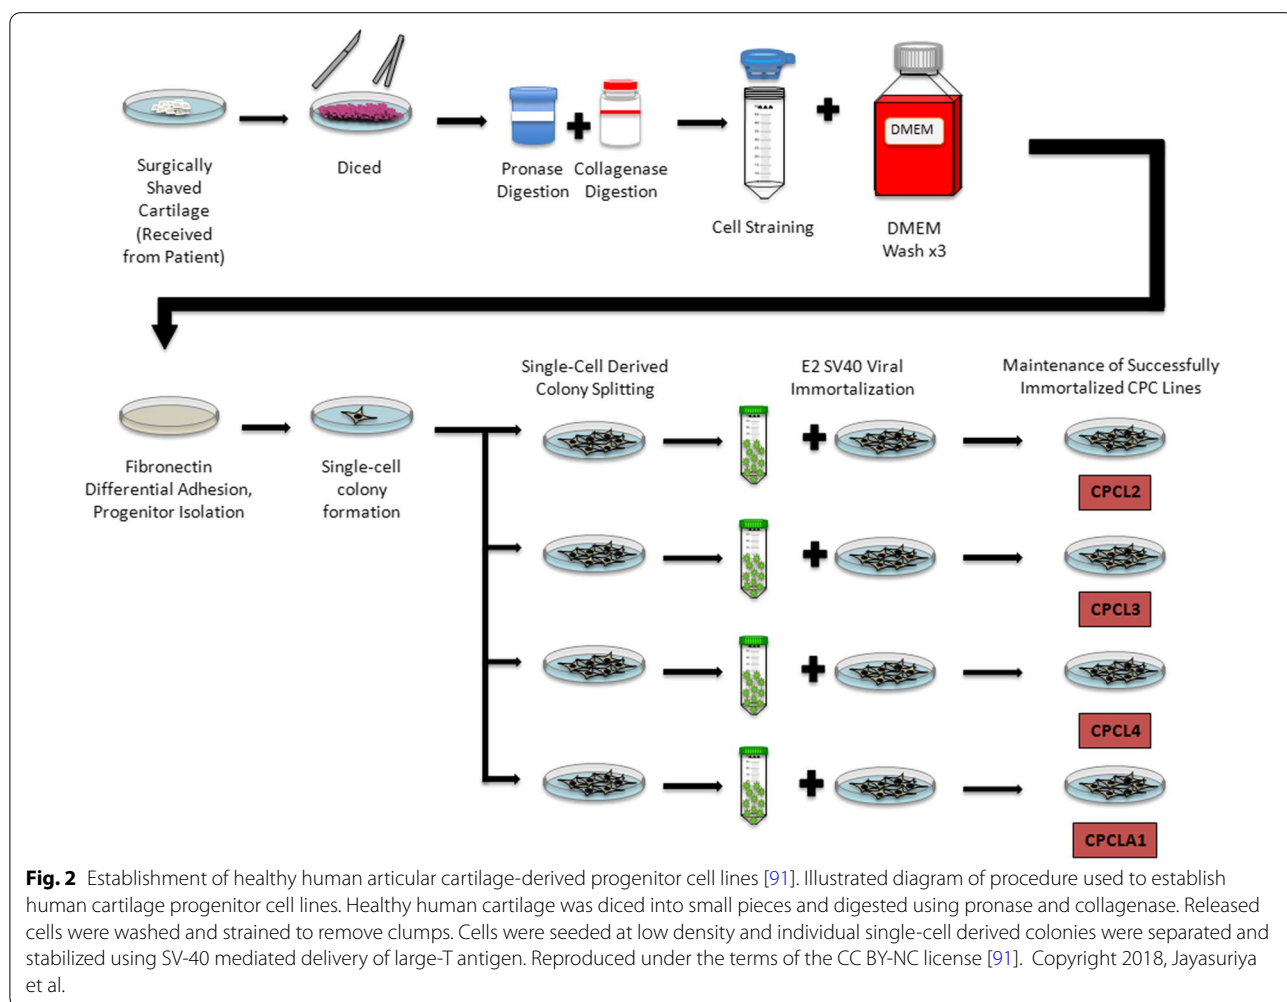 Surgically
Shaved
Cartilage
(Received
from Patient)
Diced
Pronase
Digestion
Collagenase
Digestion
Cell Straining
DMEM
DMEM
Wash x3
Fibronectin
Differential Adhesion,
Progenitor Isolation
Single-cell
colony
formation
Single-Cell Derived
Colony Splitting
E2 SV40 Viral
Immortalization
Maintenance of Successfully
Immortalized CPC Lines
CPCL2
CPCL3
CPCL4
CPCLA1
Fig. 2 Establishment of healthy human articular cartilage-derived progenitor cell lines [91]. Illustrated diagram of procedure used to establish
human cartilage progenitor cell lines. Healthy human cartilage was diced into small pieces and digested using pronase and collagenase. Released
cells were washed and strained to remove clumps. Cells were seeded at low density and individual single-cell derived colonies were separated and
stabilized using SV-40 mediated delivery of large-T antigen. Reproduced under the terms of the CC BY-NC license [91]. Copyright 2018, Jayasuriya
et al.